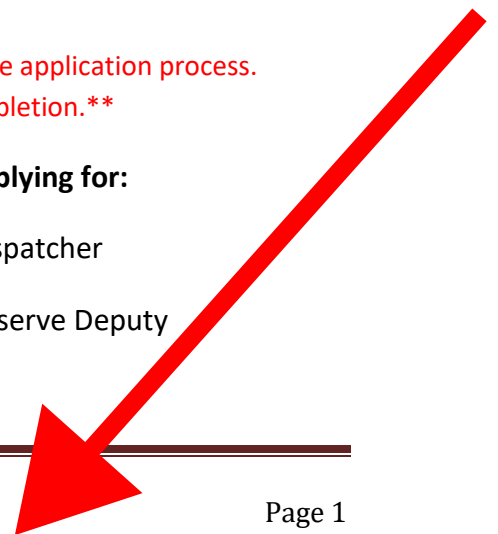 e application process.
pletion.**
plying for:
spatcher
serve Deputy
Page 1